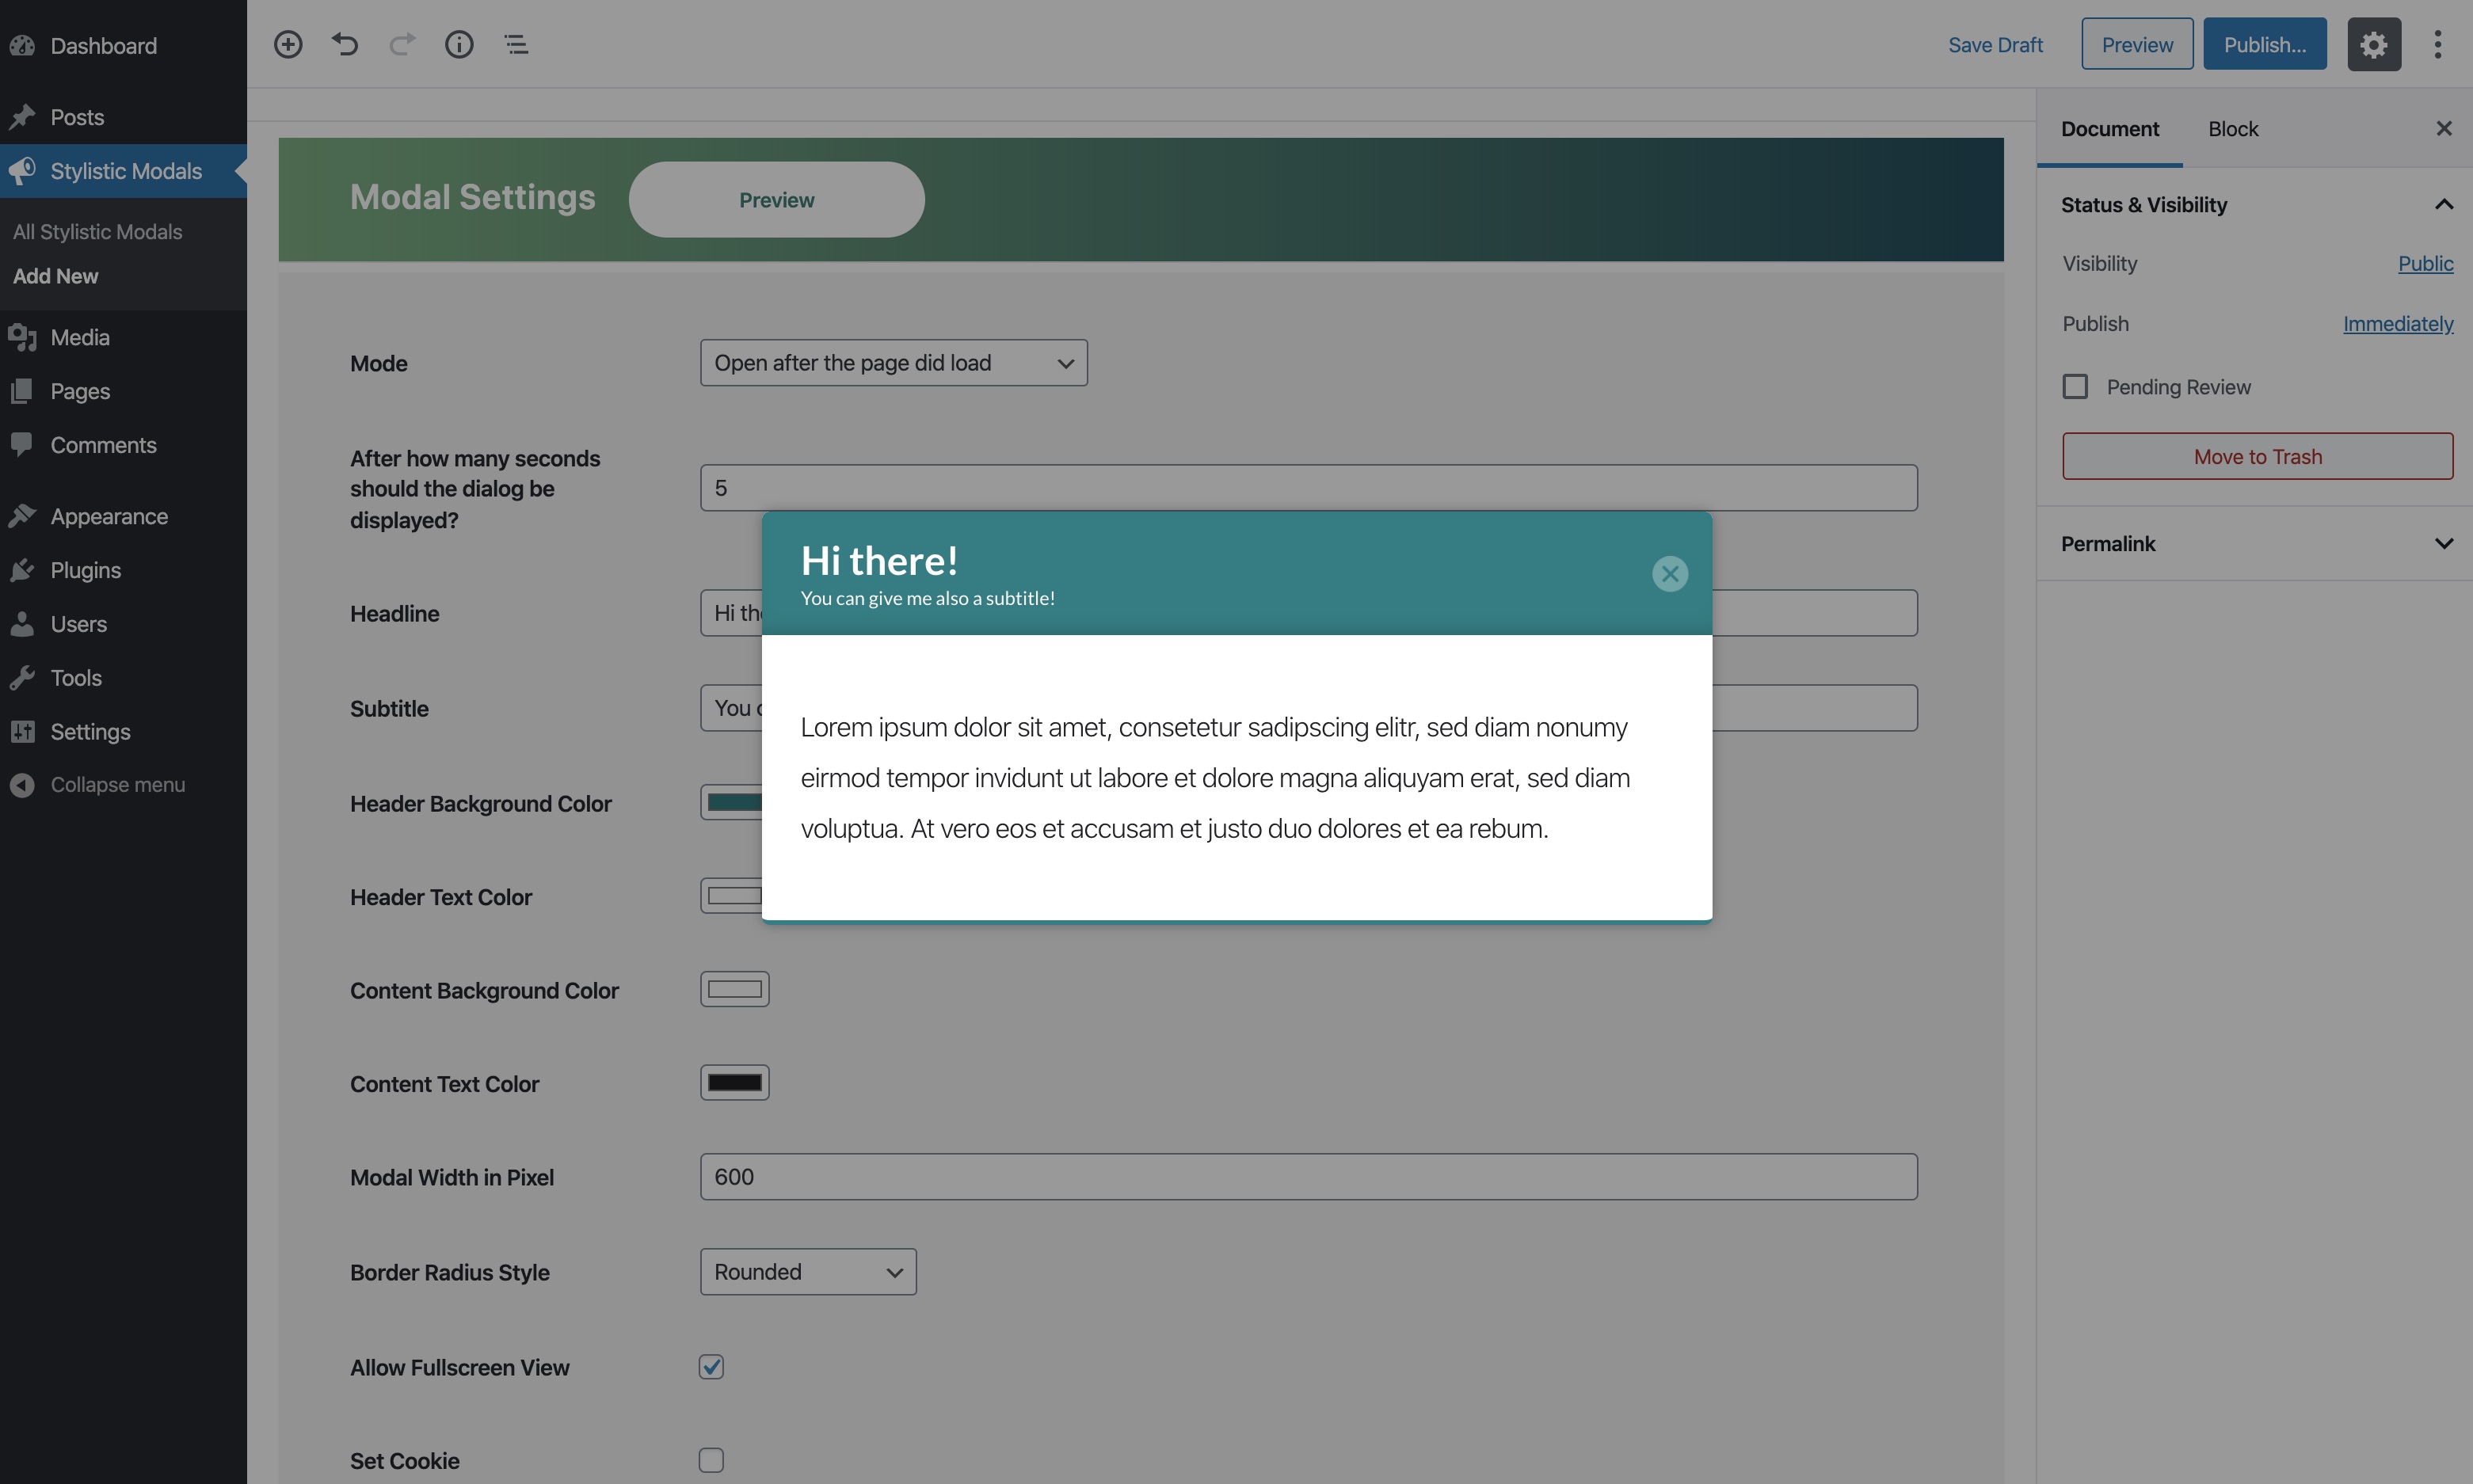 Dashboard
Posts
Stylistic Modals
All Stylistic Modals
Add New
Media
Pages
Comments
Appearance
Plugins
Users
Tools
Settings
Collapse menu
Save Draft
Preview
Publish...
Modal Settings
Preview
Mode
Open after the page did load
After how many seconds
should the dialog be
displayed?
5
Headline
Hi th
Subtitle
You
Header Background Color
Header Text Color
Content Background Color
Content Text Color
Modal Width in Pixel
600
Border Radius Style
Rounded
Allow Fullscreen View
Set Cookie
Hi there!
You can give me also a subtitle!
Lorem ipsum dolor sit amet, consetetur sadipscing elitr, sed diam nonumy
eirmod tempor invidunt ut labore et dolore magna aliquyam erat, sed diam
voluptua. At vero eos et accusam et justo duo dolores et ea rebum.
Document
Block
Status & Visibility
Visibility
Public
Publish
Immediately
Pending Review
Move to Trash
Permalink